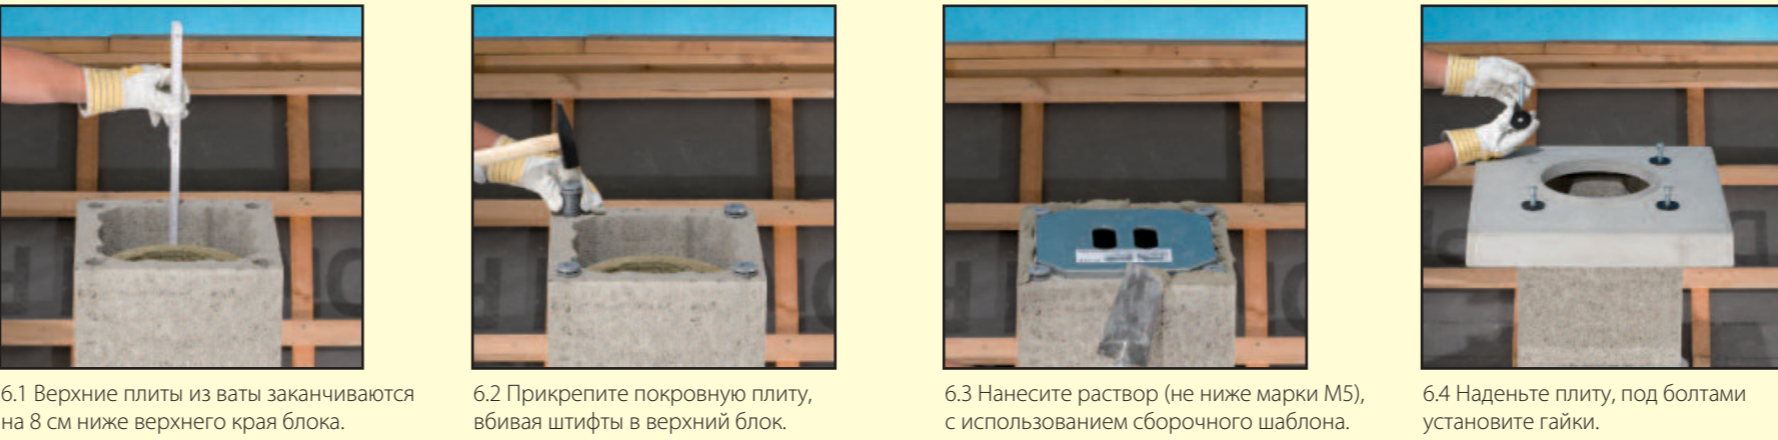 6.1 Верхние плиты из ваты заканчиваются
на 8 см ниже верхнего края блока.
6.2 Прикрепите покровную плиту,
вбивая штифты в верхний блок.
6.3 Нанесите раствор (не ниже марки М5),
с использованием сборочного шаблона.
6.4 Наденьте плиту, под болтами
установите гайки.